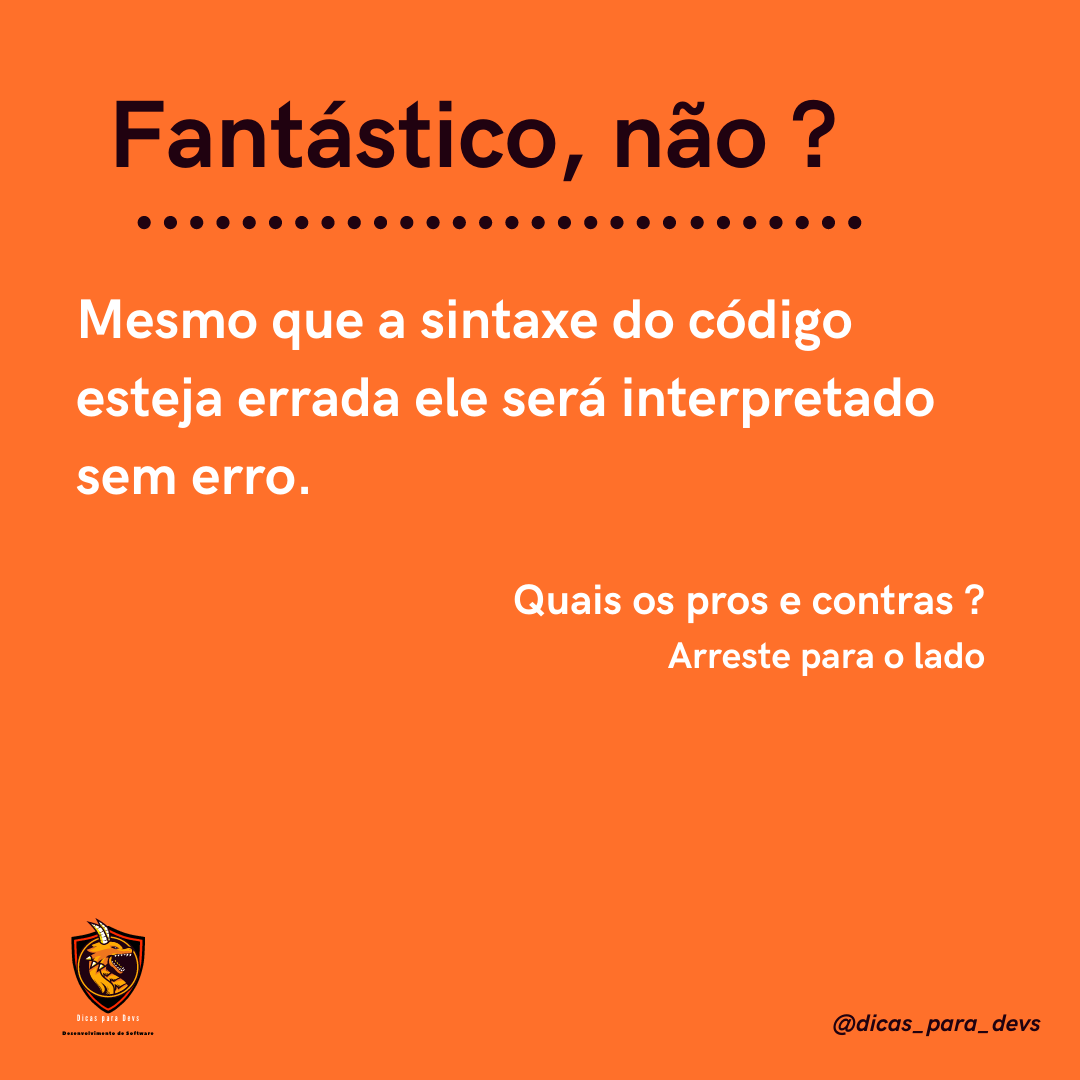 Fantástico, não ?
Mesmo que a sintaxe do código
esteja errada ele será interpretado
sem erro.
Quais os pros e contras ?
Arreste para o lado
Dicas para Devs
Desenvolvimento de Software
@dicas_para_devs